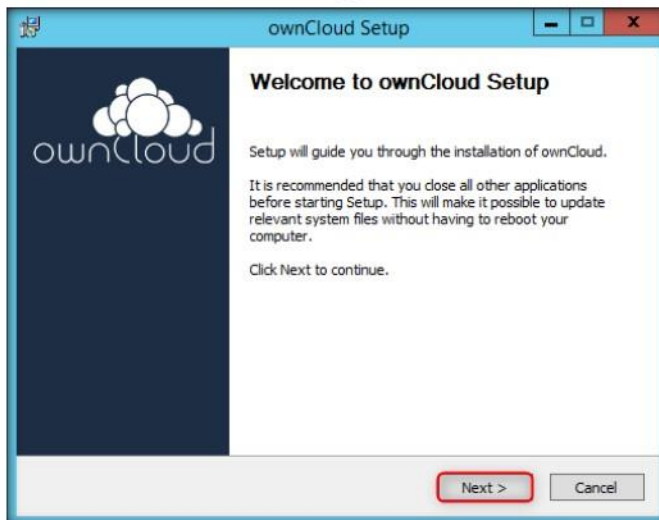 ownCloud Setup
ownCloud
Welcome to ownCloud Setup
Setup will guide you through the installation of ownCloud.
It is recommended that you close all other applications
before starting Setup. This will make it possible to update
relevant system files without having to reboot your
computer.
Click Next to continue.
Next >
Cancel